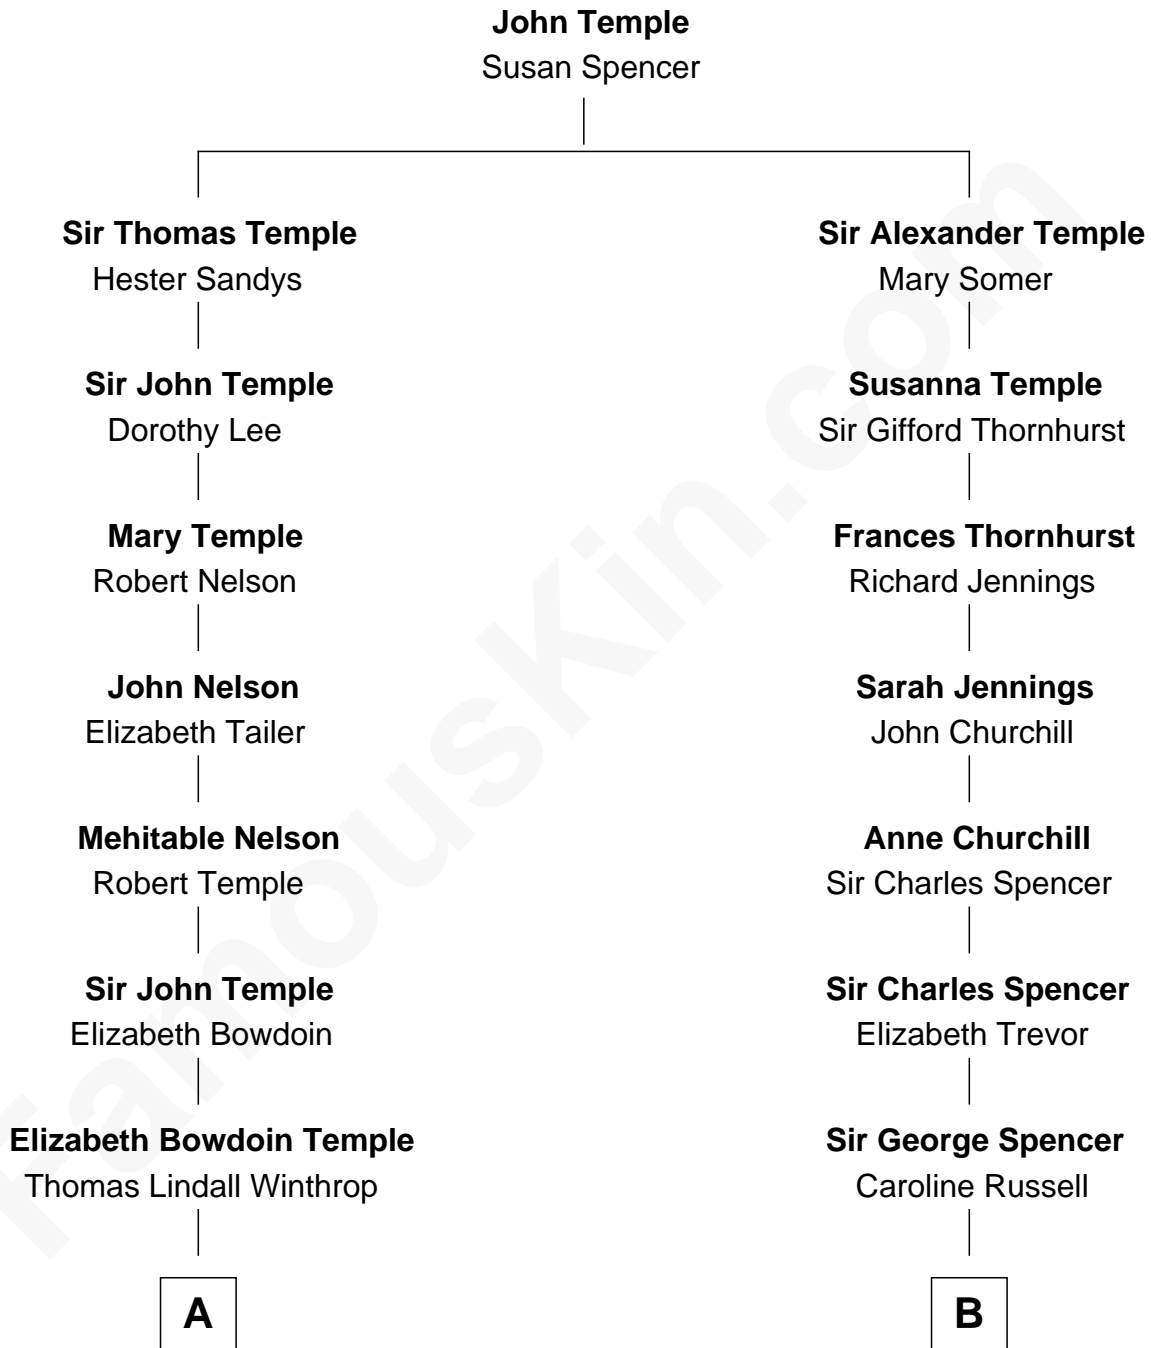 John Temple
Susan Spencer
Sir Thomas Temple
Hester Sandys
Sir Alexander Temple
Mary Somer
Sir John Temple
Dorothy Lee
Susanna Temple
Sir Gifford Thornhurst
Mary Temple
Robert Nelson
Frances Thornhurst
Richard Jennings
John Nelson
Elizabeth Tailer
Sarah Jennings
John Churchill
Mehitable Nelson
Robert Temple
Anne Churchill
Sir Charles Spencer
Sir John Temple
Elizabeth Bowdoin
Sir Charles Spencer
Elizabeth Trevor
Elizabeth Bowdoin Temple
Thomas Lindall Winthrop
Sir George Spencer
Caroline Russell
A
B
FamousKin.com